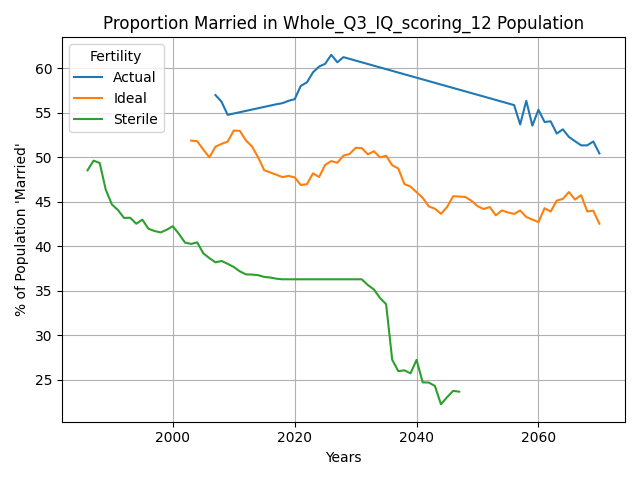 Proportion Married in Whole_Q3_IQ_scoring_12 Population
Fertility
Actual
Ideal
Sterile
% of Population 'Married'
60
55
50
45
40
35
30
25
2000
2020
2040
2060
Years